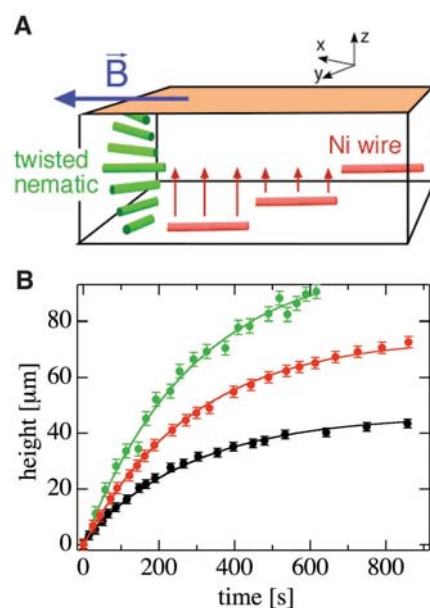 A
B
z
x
y
twisted
nematic
Ni wire
B
height [μm]
80
60
40
20
0
0 200 400 600 800
time [s]